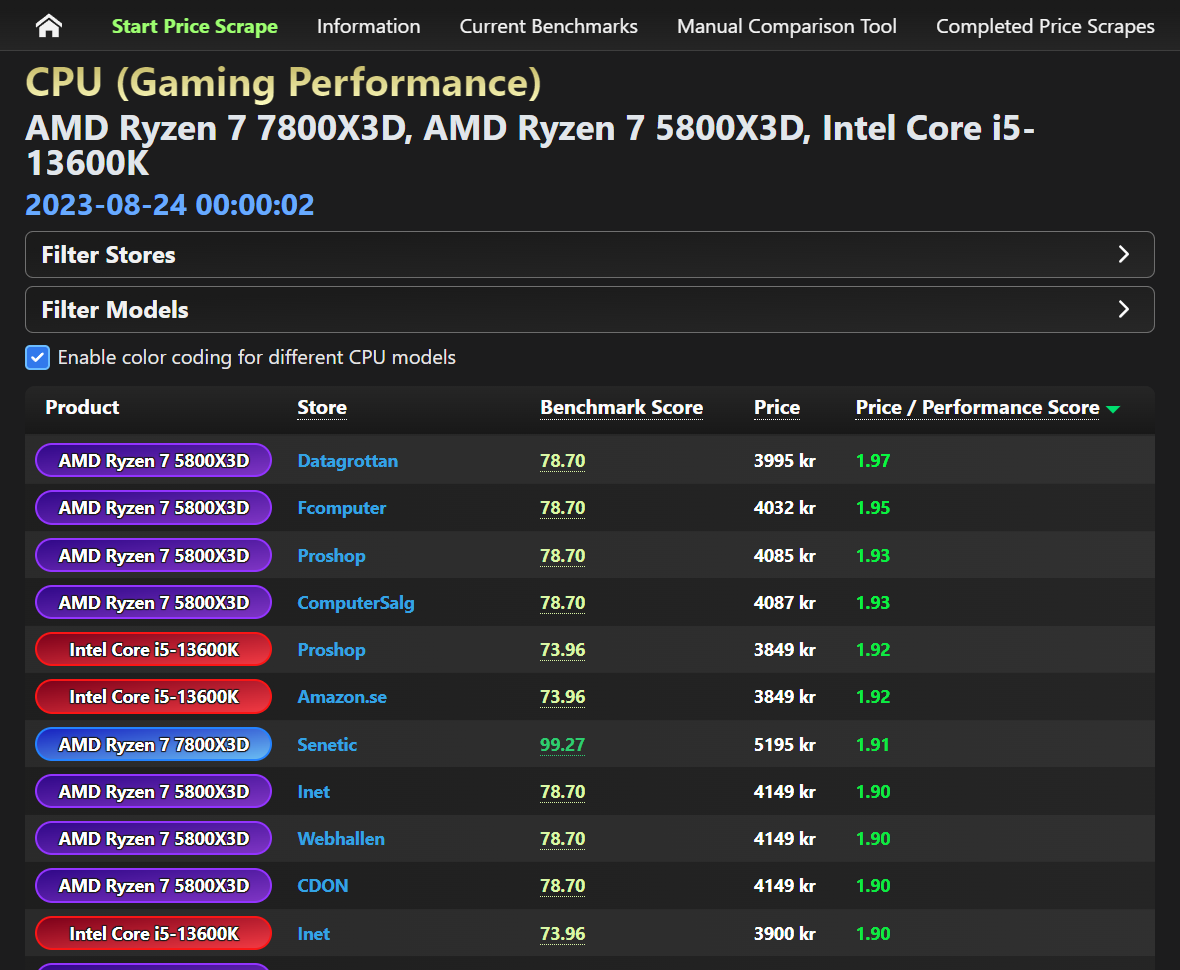 Start Price Scrape Information Current Benchmarks Manual Comparison Tool Completed Price Scrapes
CPU (Gaming Performance)
AMD Ryzen 7 7800X3D, AMD Ryzen 7 5800X3D, Intel Core i5-
13600K
2023-08-24 00:00:02
Filter Stores
Filter Models
Enable color coding for different CPU models
Product Store Benchmark Score Price Price / Performance Score
AMD Ryzen 7 5800X3D Datagrottan 78.70 3995 kr 1.97
AMD Ryzen 7 5800X3D Fcomputer 78.70 4032 kr 1.95
AMD Ryzen 7 5800X3D Proshop 78.70 4085 kr 1.93
AMD Ryzen 7 5800X3D ComputerSalg 78.70 4087 kr 1.93
Intel Core i5-13600K Proshop 73.96 3849 kr 1.92
Intel Core i5-13600K Amazon.se 73.96 3849 kr 1.92
AMD Ryzen 7 7800X3D Senetic 99.27 5195 kr 1.91
AMD Ryzen 7 5800X3D Inet 78.70 4149 kr 1.90
AMD Ryzen 7 5800X3D Webhallen 78.70 4149 kr 1.90
AMD Ryzen 7 5800X3D CDON 78.70 4149 kr 1.90
Intel Core i5-13600K Inet 73.96 3900 kr 1.90